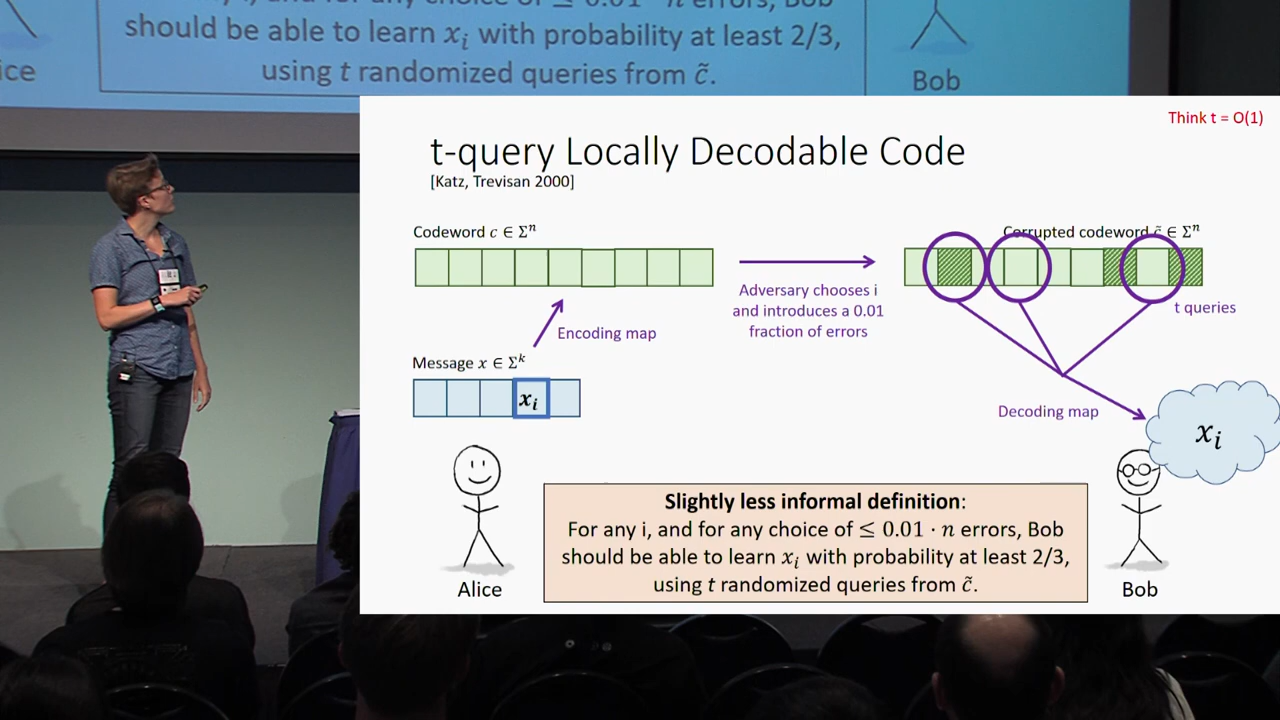 should be able to learn xᵢ with probability at least 2/3,
using t randomized queries from c̃.
ice
Bob
Think t = O(1)
t-query Locally Decodable Code
[Katz, Trevisan 2000]
Codeword c ∈ Σⁿ
Corrupted codeword c̃ ∈ Σⁿ
Adversary chooses i
and introduces a 0.01
fraction of errors
t queries
Encoding map
Message x ∈ Σᵏ
xᵢ
Decoding map
xᵢ
Slightly less informal definition:
For any i, and for any choice of ≤ 0.01 · n errors, Bob
should be able to learn xᵢ with probability at least 2/3,
using t randomized queries from c̃.
Alice
Bob